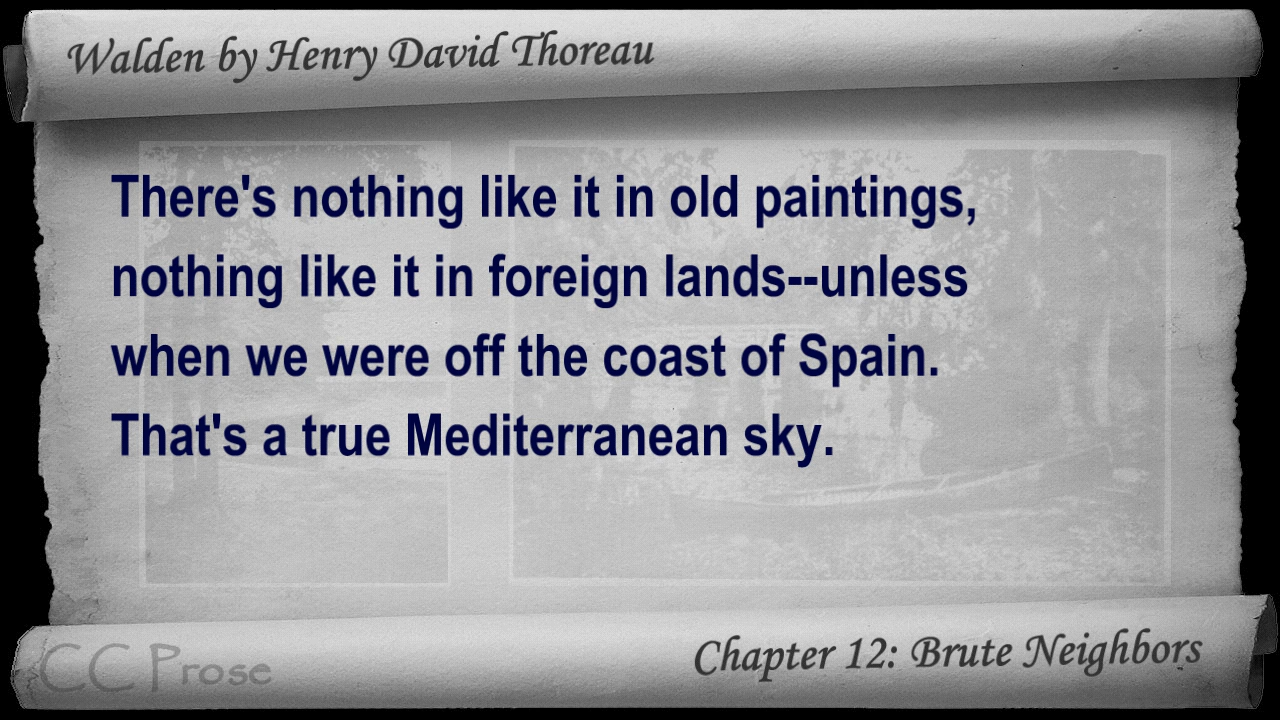 Walden by Henry David Thoreau
There's nothing like it in old paintings,
nothing like it in foreign lands--unless
when we were off the coast of Spain.
That's a true Mediterranean sky.
CC Prose
Chapter 12: Brute Neighbors